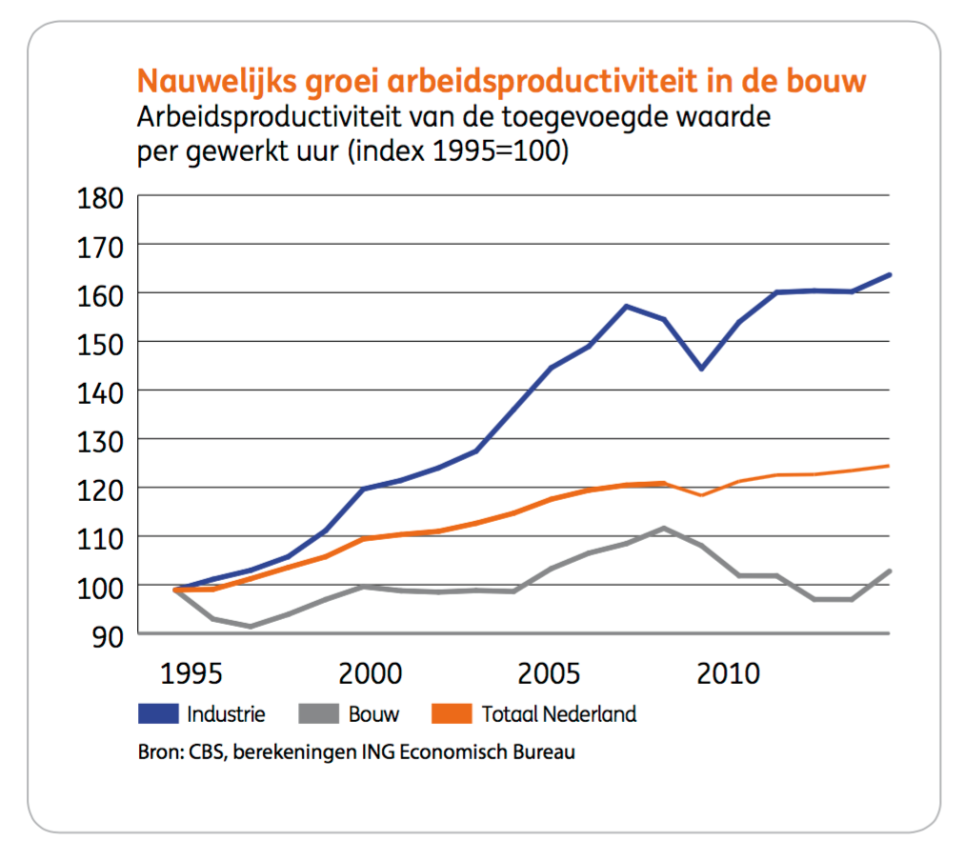 Nauwelijks groei arbeidsproductiviteit in de bouw
Arbeidsproductiviteit van de toegevoegde waarde
per gewerkt uur (index 1995=100)
180
170
160
150
140
130
120
110
100
90
1995 2000 2005 2010
Industrie Bouw Totaal Nederland
Bron: CBS, berekeningen ING Economisch Bureau